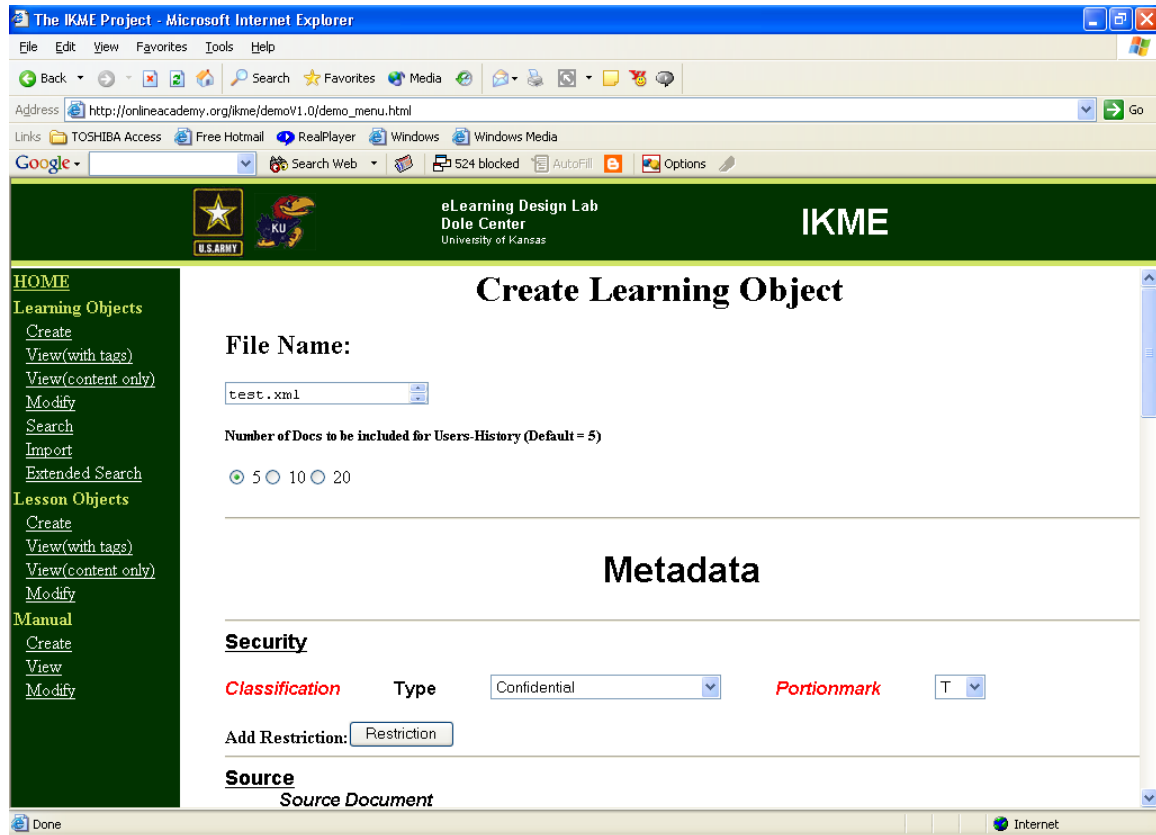 The IKME Project - Microsoft Internet Explorer
File Edit View Favorites Tools Help
Back Search Favorites Media
Address http://onlineacademy.org/ikme/demoV1.0/demo_menu.html Go
Links TOSHIBA Access Free Hotmail RealPlayer Windows Windows Media
Google Search Web 524 blocked AutoFill Options
U.S.ARMY
KU
eLearning Design Lab
Dole Center
University of Kansas
IKME
HOME
Learning Objects
Create
View(with tags)
View(content only)
Modify
Search
Import
Extended Search
Lesson Objects
Create
View(with tags)
View(content only)
Modify
Manual
Create
View
Modify
Create Learning Object
File Name:
test.xml
Number of Docs to be included for Users-History (Default = 5)
5 10 20
Metadata
Security
Classification Type Confidential Portionmark T
Add Restriction: Restriction
Source
Source Document
Done Internet